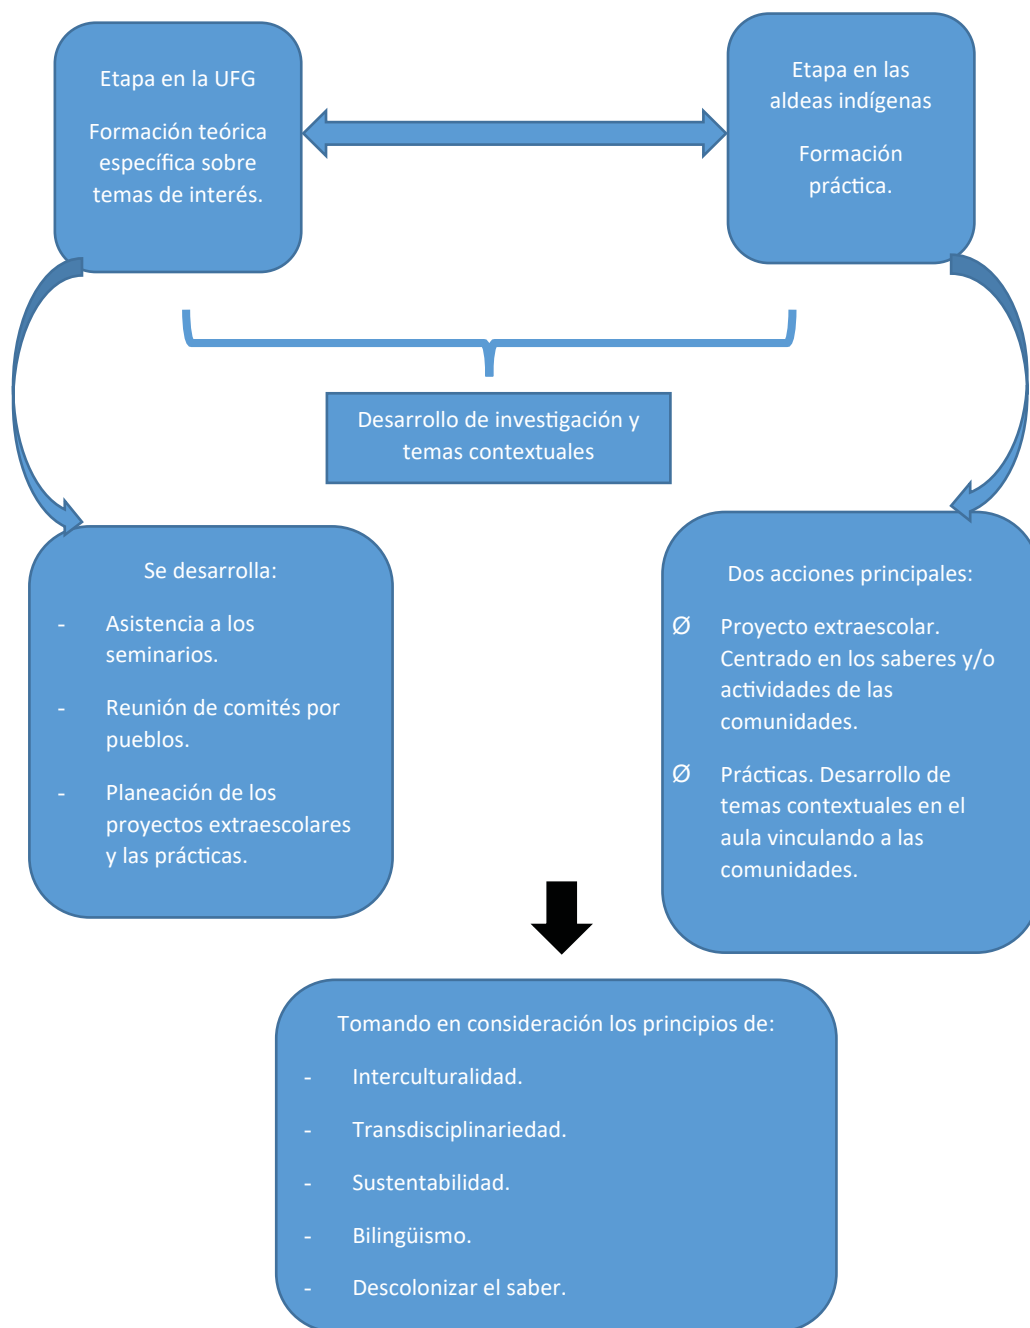 Etapa en la UFG
Formación teórica
específica sobre
temas de interés.
Etapa en las
aldeas indígenas
Formación
práctica.
Desarrollo de investigación y
temas contextuales
Se desarrolla:
- Asistencia a los
seminarios.
- Reunión de comités por
pueblos.
- Planeación de los
proyectos extraescolares
y las prácticas.
Dos acciones principales:
Ø Proyecto extraescolar.
Centrado en los saberes y/o
actividades de las
comunidades.
Ø Prácticas. Desarrollo de
temas contextuales en el
aula vinculando a las
comunidades.
Tomando en consideración los principios de:
- Interculturalidad.
- Transdisciplinariedad.
- Sustentabilidad.
- Bilingüismo.
- Descolonizar el saber.